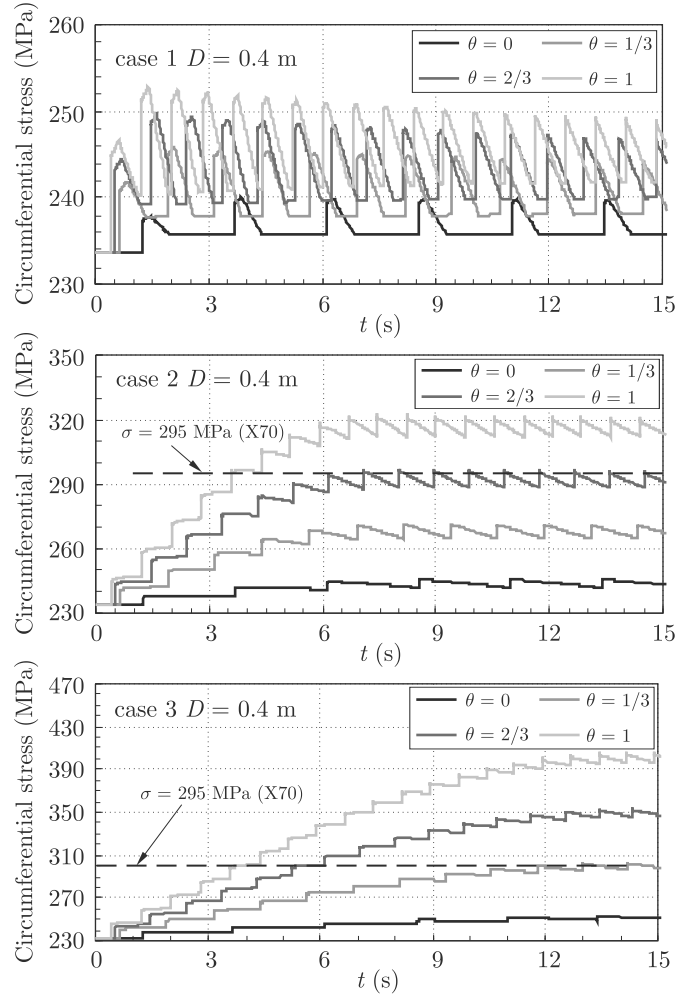 Circumferential stress (MPa)
260
250
240
230
case 1 D = 0.4 m
θ = 0
θ = 1/3
θ = 2/3
θ = 1
0
3
6
9
12
15
t (s)
Circumferential stress (MPa)
350
320
290
260
230
case 2 D = 0.4 m
θ = 0
θ = 1/3
θ = 2/3
θ = 1
σ = 295 MPa (X70)
0
3
6
9
12
15
t (s)
Circumferential stress (MPa)
470
430
390
350
310
270
230
case 3 D = 0.4 m
θ = 0
θ = 1/3
θ = 2/3
θ = 1
σ = 295 MPa (X70)
0
3
6
9
12
15
t (s)